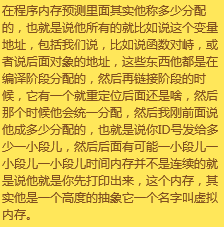 在程序内存预测里面其实他称多少分配
的，也就是说他所有的就比如说这个变量
地址，包括我们说，比如说函数对峙，或
者说后面对象的地址，这些东西他都是在
编译阶段分配的，然后再链接阶段的时
候，它有一个就重定位后面还是啥，然后
那个时候他会统一分配，然后我刚前面说
他成多少分配的，也就是说你ID号发给多
少一小段儿，然后后面有可能一小段儿一
小段儿一小段儿时间内存并不是连续的就
是说他就是你先打印出来，这个内存，其
实他是一个高度的抽象它一个名字叫虚拟
内存。